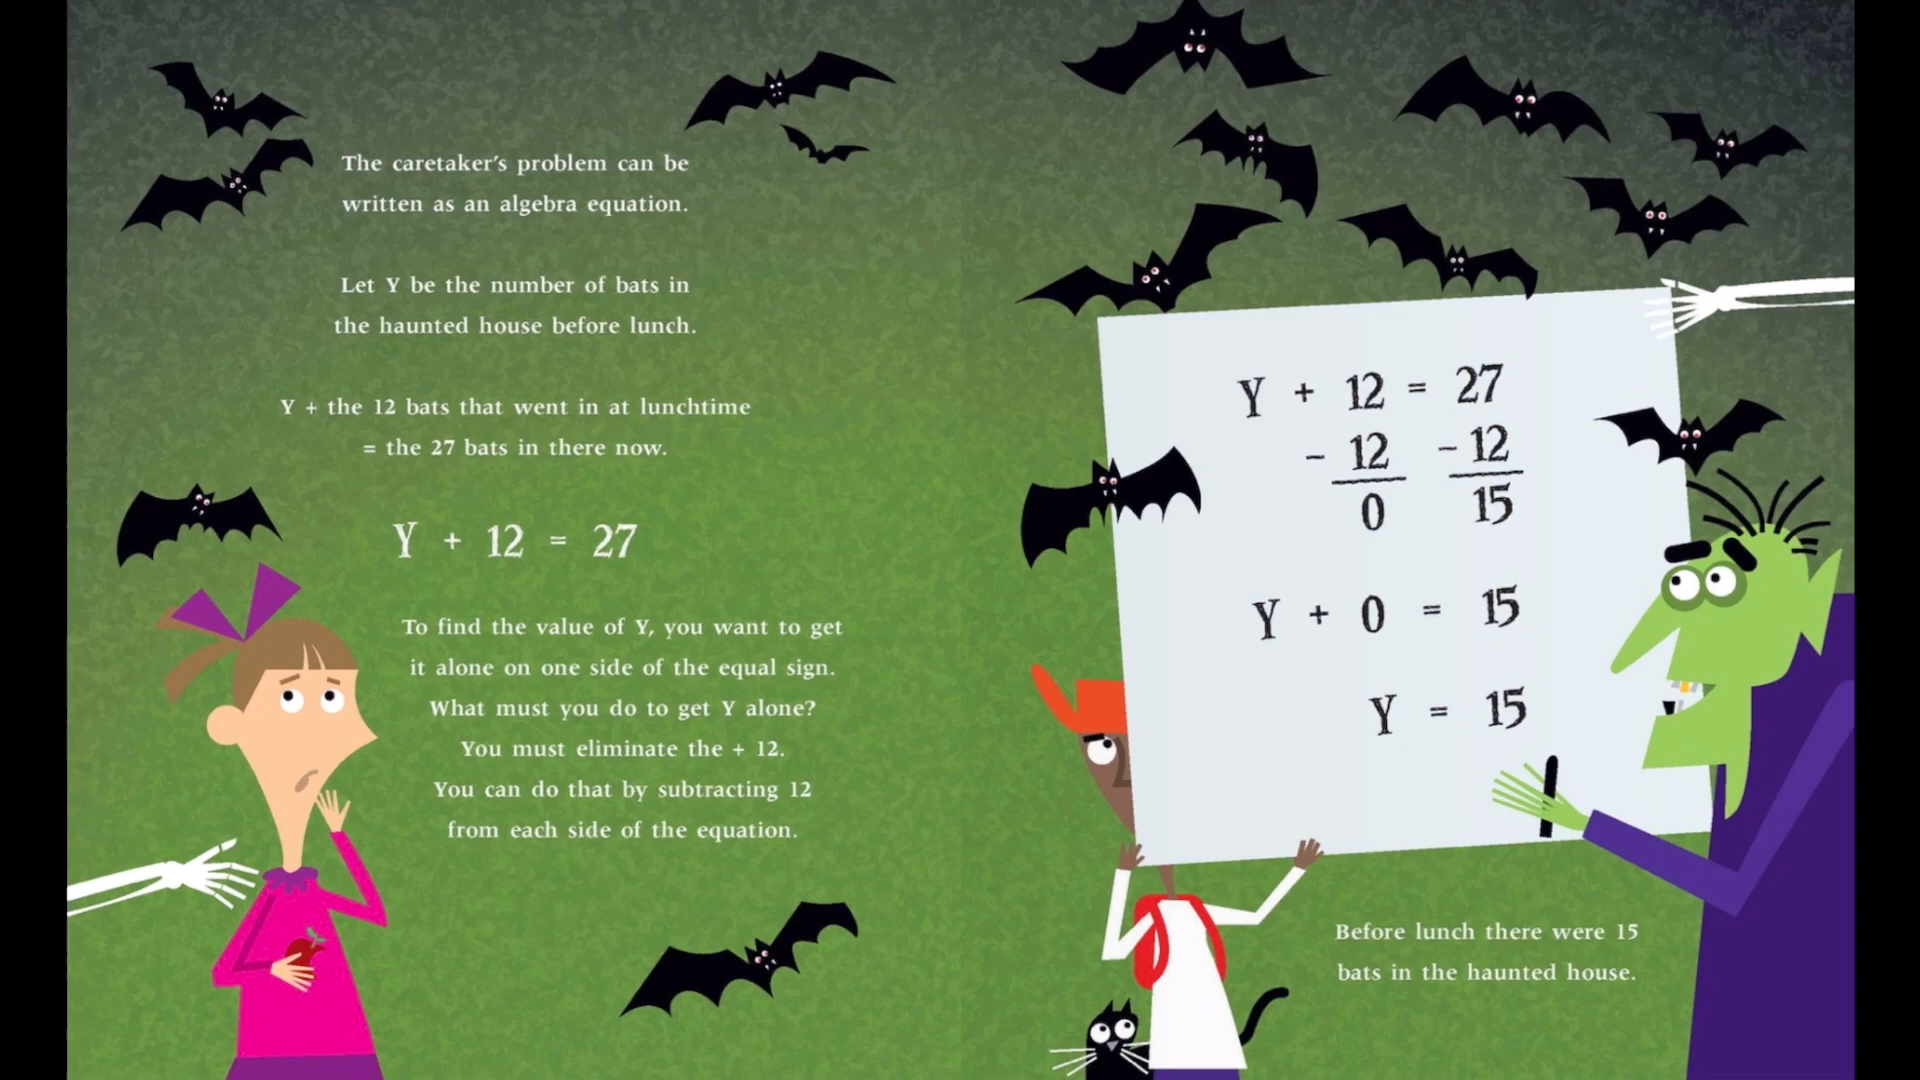 The caretaker's problem can be
written as an algebra equation.
Let Y be the number of bats in
the haunted house before lunch.
Y + the 12 bats that went in at lunchtime
= the 27 bats in there now.
Y + 12 = 27
To find the value of Y, you want to get
it alone on one side of the equal sign.
What must you do to get Y alone?
You must eliminate the + 12.
You can do that by subtracting 12
from each side of the equation.
Y + 12 = 27
- 12 - 12
0 15
Y + 0 = 15
Y = 15
Before lunch there were 15
bats in the haunted house.